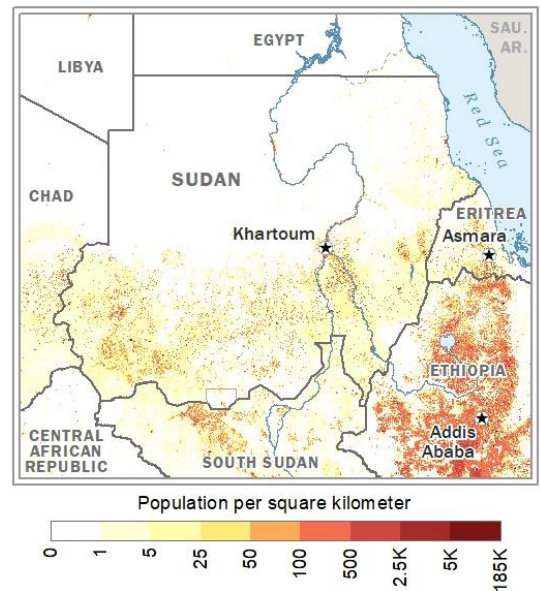 EGYPT
SAU.
AR.
LIBYA
Red Sea
SUDAN
CHAD
ERITREA
Khartoum
Asmara
ETHIOPIA
Addis
Ababa
CENTRAL
AFRICAN
REPUBLIC
SOUTH SUDAN
Population per square kilometer
0
1
5
25
50
100
500
2.5K
5K
185K